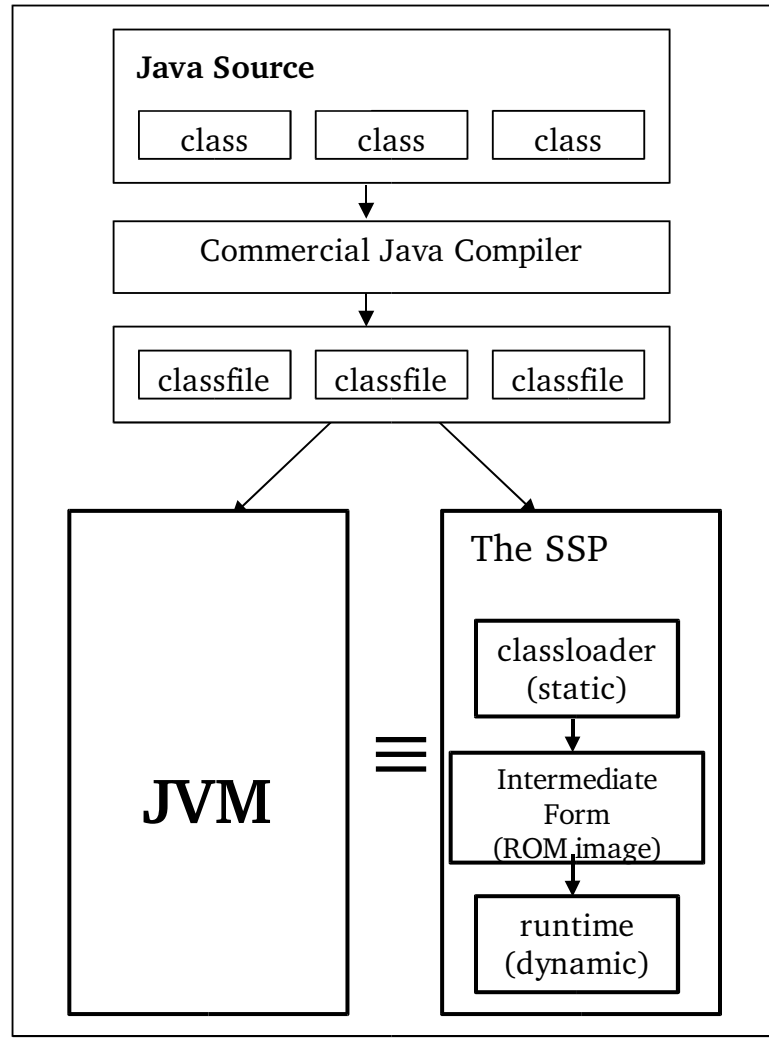 Java Source
class class class
Commercial Java Compiler
classfile classfile classfile
The SSP
classloader
(static)
JVM
≡
Intermediate
Form
(ROM image)
runtime
(dynamic)